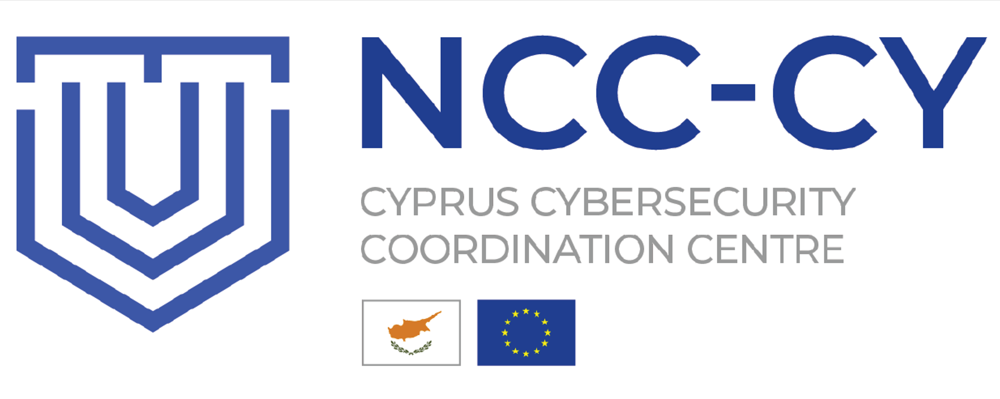 NCC-CY
CYPRUS CYBERSECURITY
COORDINATION CENTRE